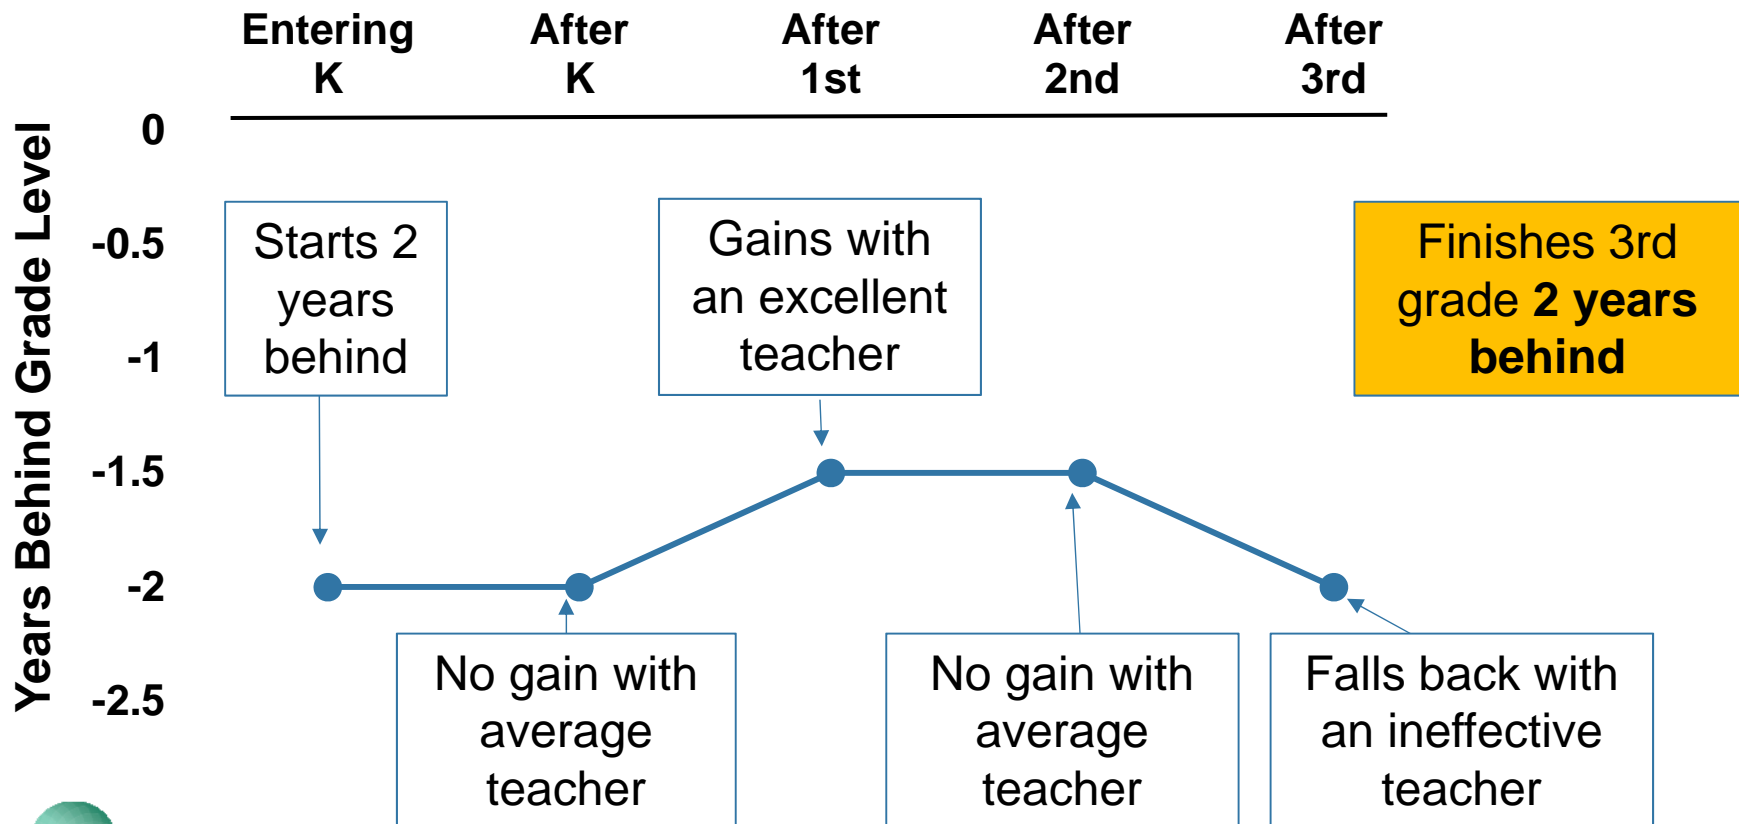 Entering
K
After
K
After
1st
After
2nd
After
3rd
Years Behind Grade Level
0
-0.5
-1
-1.5
-2
-2.5
Starts 2
years
behind
Gains with
an excellent
teacher
Finishes 3rd
grade 2 years
behind
No gain with
average
teacher
No gain with
average
teacher
Falls back with
an ineffective
teacher